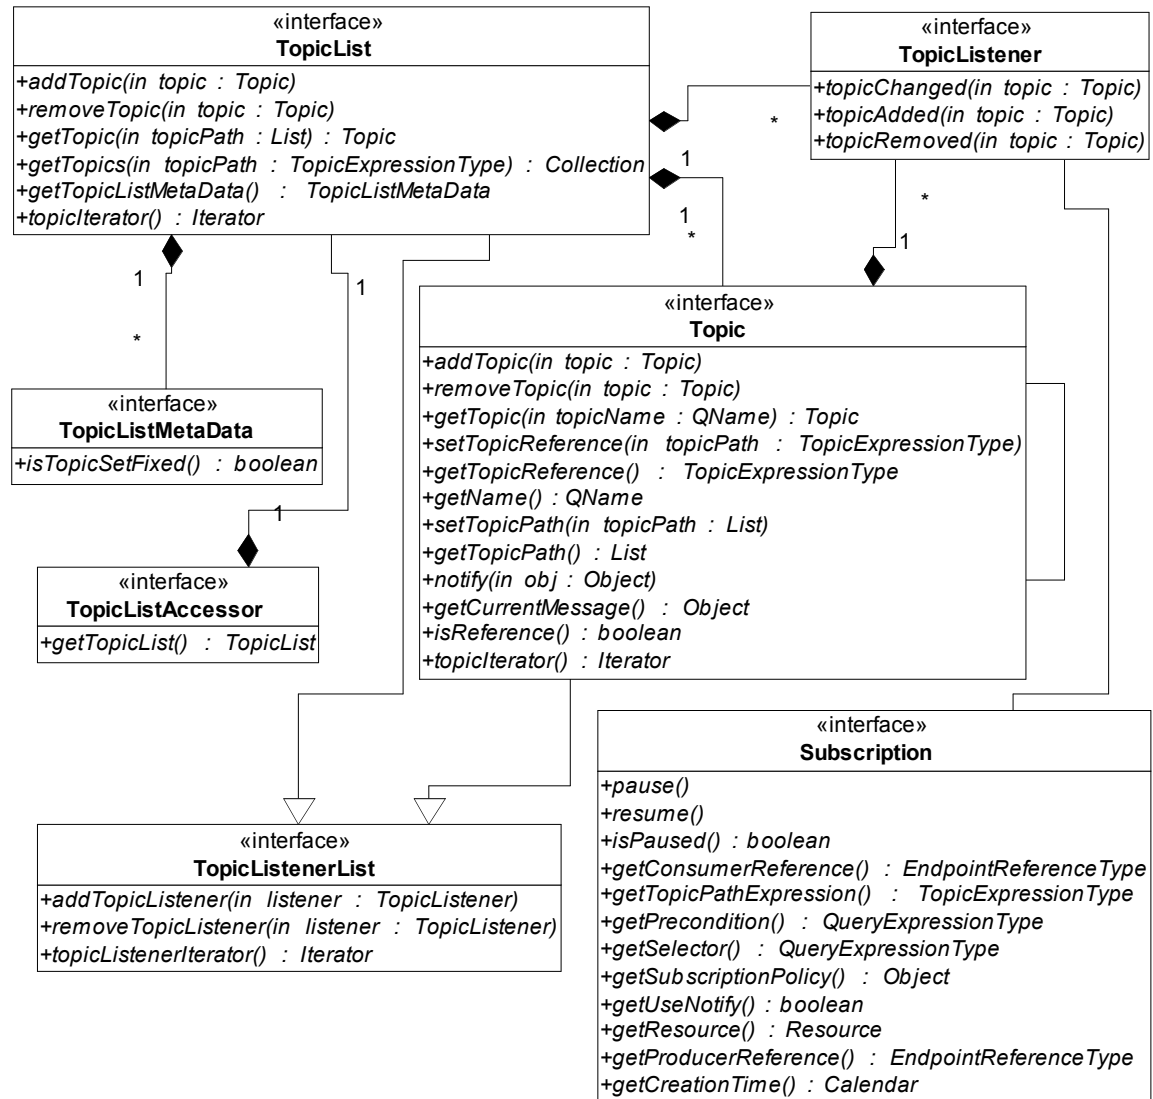 «interface»
TopicList
+addTopic(in topic : Topic)
+removeTopic(in topic : Topic)
+getTopic(in topicPath : List) : Topic
+getTopics(in topicPath : TopicExpressionType) : Collection
+getTopicListMetaData() : TopicListMetaData
+topicIterator() : Iterator
«interface»
TopicListener
+topicChanged(in topic : Topic)
+topicAdded(in topic : Topic)
+topicRemoved(in topic : Topic)
*
1
*
1
*
1
1
*
1
1
«interface»
Topic
+addTopic(in topic : Topic)
+removeTopic(in topic : Topic)
+getTopic(in topicName : QName) : Topic
+setTopicReference(in topicPath : TopicExpressionType)
+getTopicReference() : TopicExpressionType
+getName() : QName
+setTopicPath(in topicPath : List)
+getTopicPath() : List
+notify(in obj : Object)
+getCurrentMessage() : Object
+isReference() : boolean
+topicIterator() : Iterator
«interface»
TopicListMetaData
+isTopicSetFixed() : boolean
«interface»
TopicListAccessor
+getTopicList() : TopicList
«interface»
Subscription
+pause()
+resume()
+isPaused() : boolean
+getConsumerReference() : EndpointReferenceType
+getTopicPathExpression() : TopicExpressionType
+getPrecondition() : QueryExpressionType
+getSelector() : QueryExpressionType
+getSubscriptionPolicy() : Object
+getUseNotify() : boolean
+getResource() : Resource
+getProducerReference() : EndpointReferenceType
+getCreationTime() : Calendar
«interface»
TopicListenerList
+addTopicListener(in listener : TopicListener)
+removeTopicListener(in listener : TopicListener)
+topicListenerIterator() : Iterator